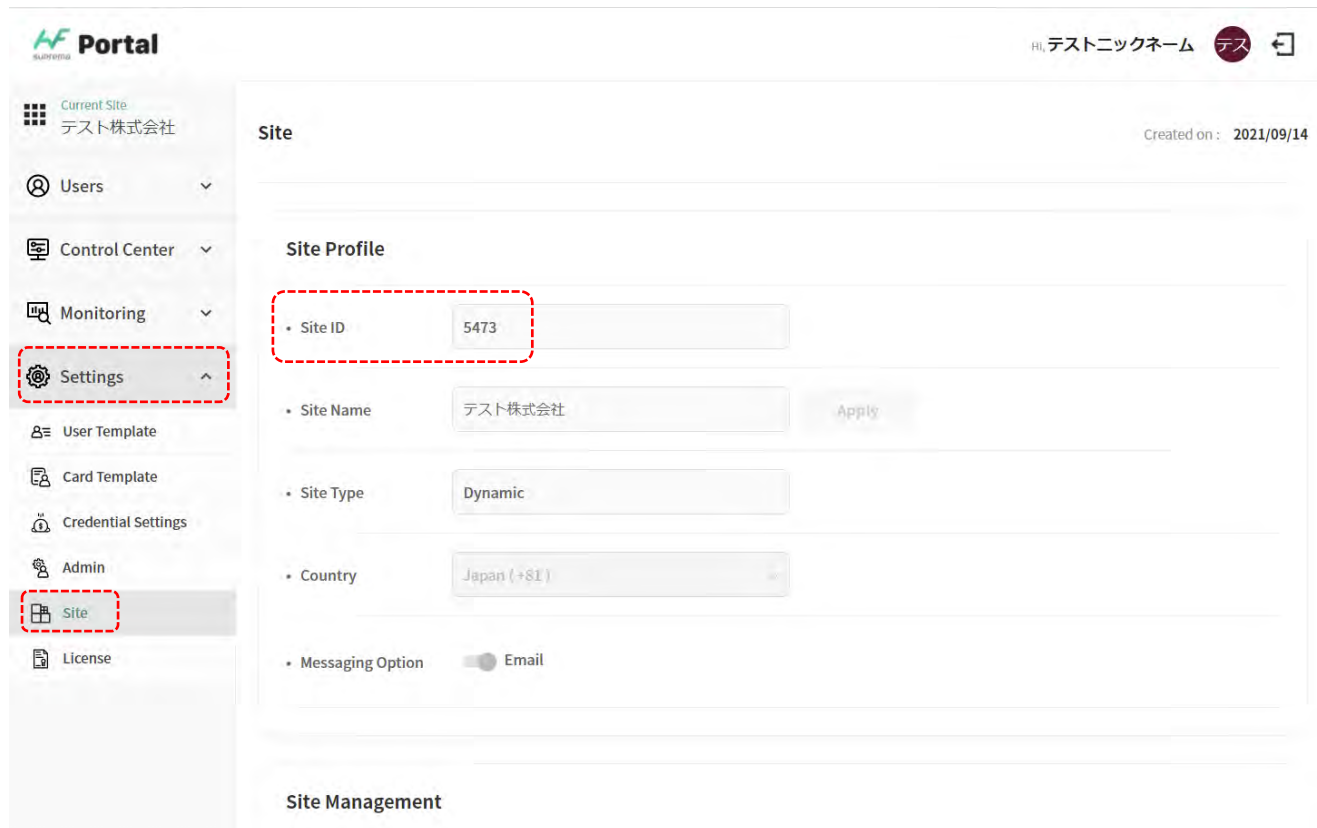 suprema Portal
Hi, テストニックネーム テス
Current Site
テスト株式会社
Users
Control Center
Monitoring
Settings
User Template
Card Template
Credential Settings
Admin
Site
License
Site
Created on : 2021/09/14
Site Profile
• Site ID 5473
• Site Name テスト株式会社 Apply
• Site Type Dynamic
• Country Japan ( +81 )
• Messaging Option Email
Site Management